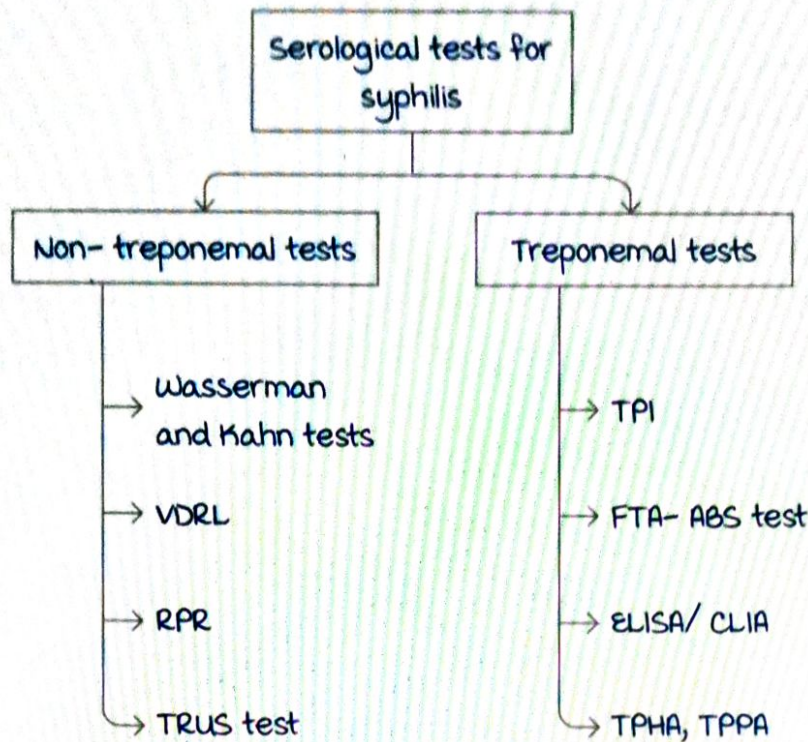 Serological tests for
syphilis
Non- treponemal tests
Treponemal tests
Wasserman
and Kahn tests
VDRL
RPR
TRUS test
TPI
FTA- ABS test
ELISA/ CLIA
TPHA, TPPA